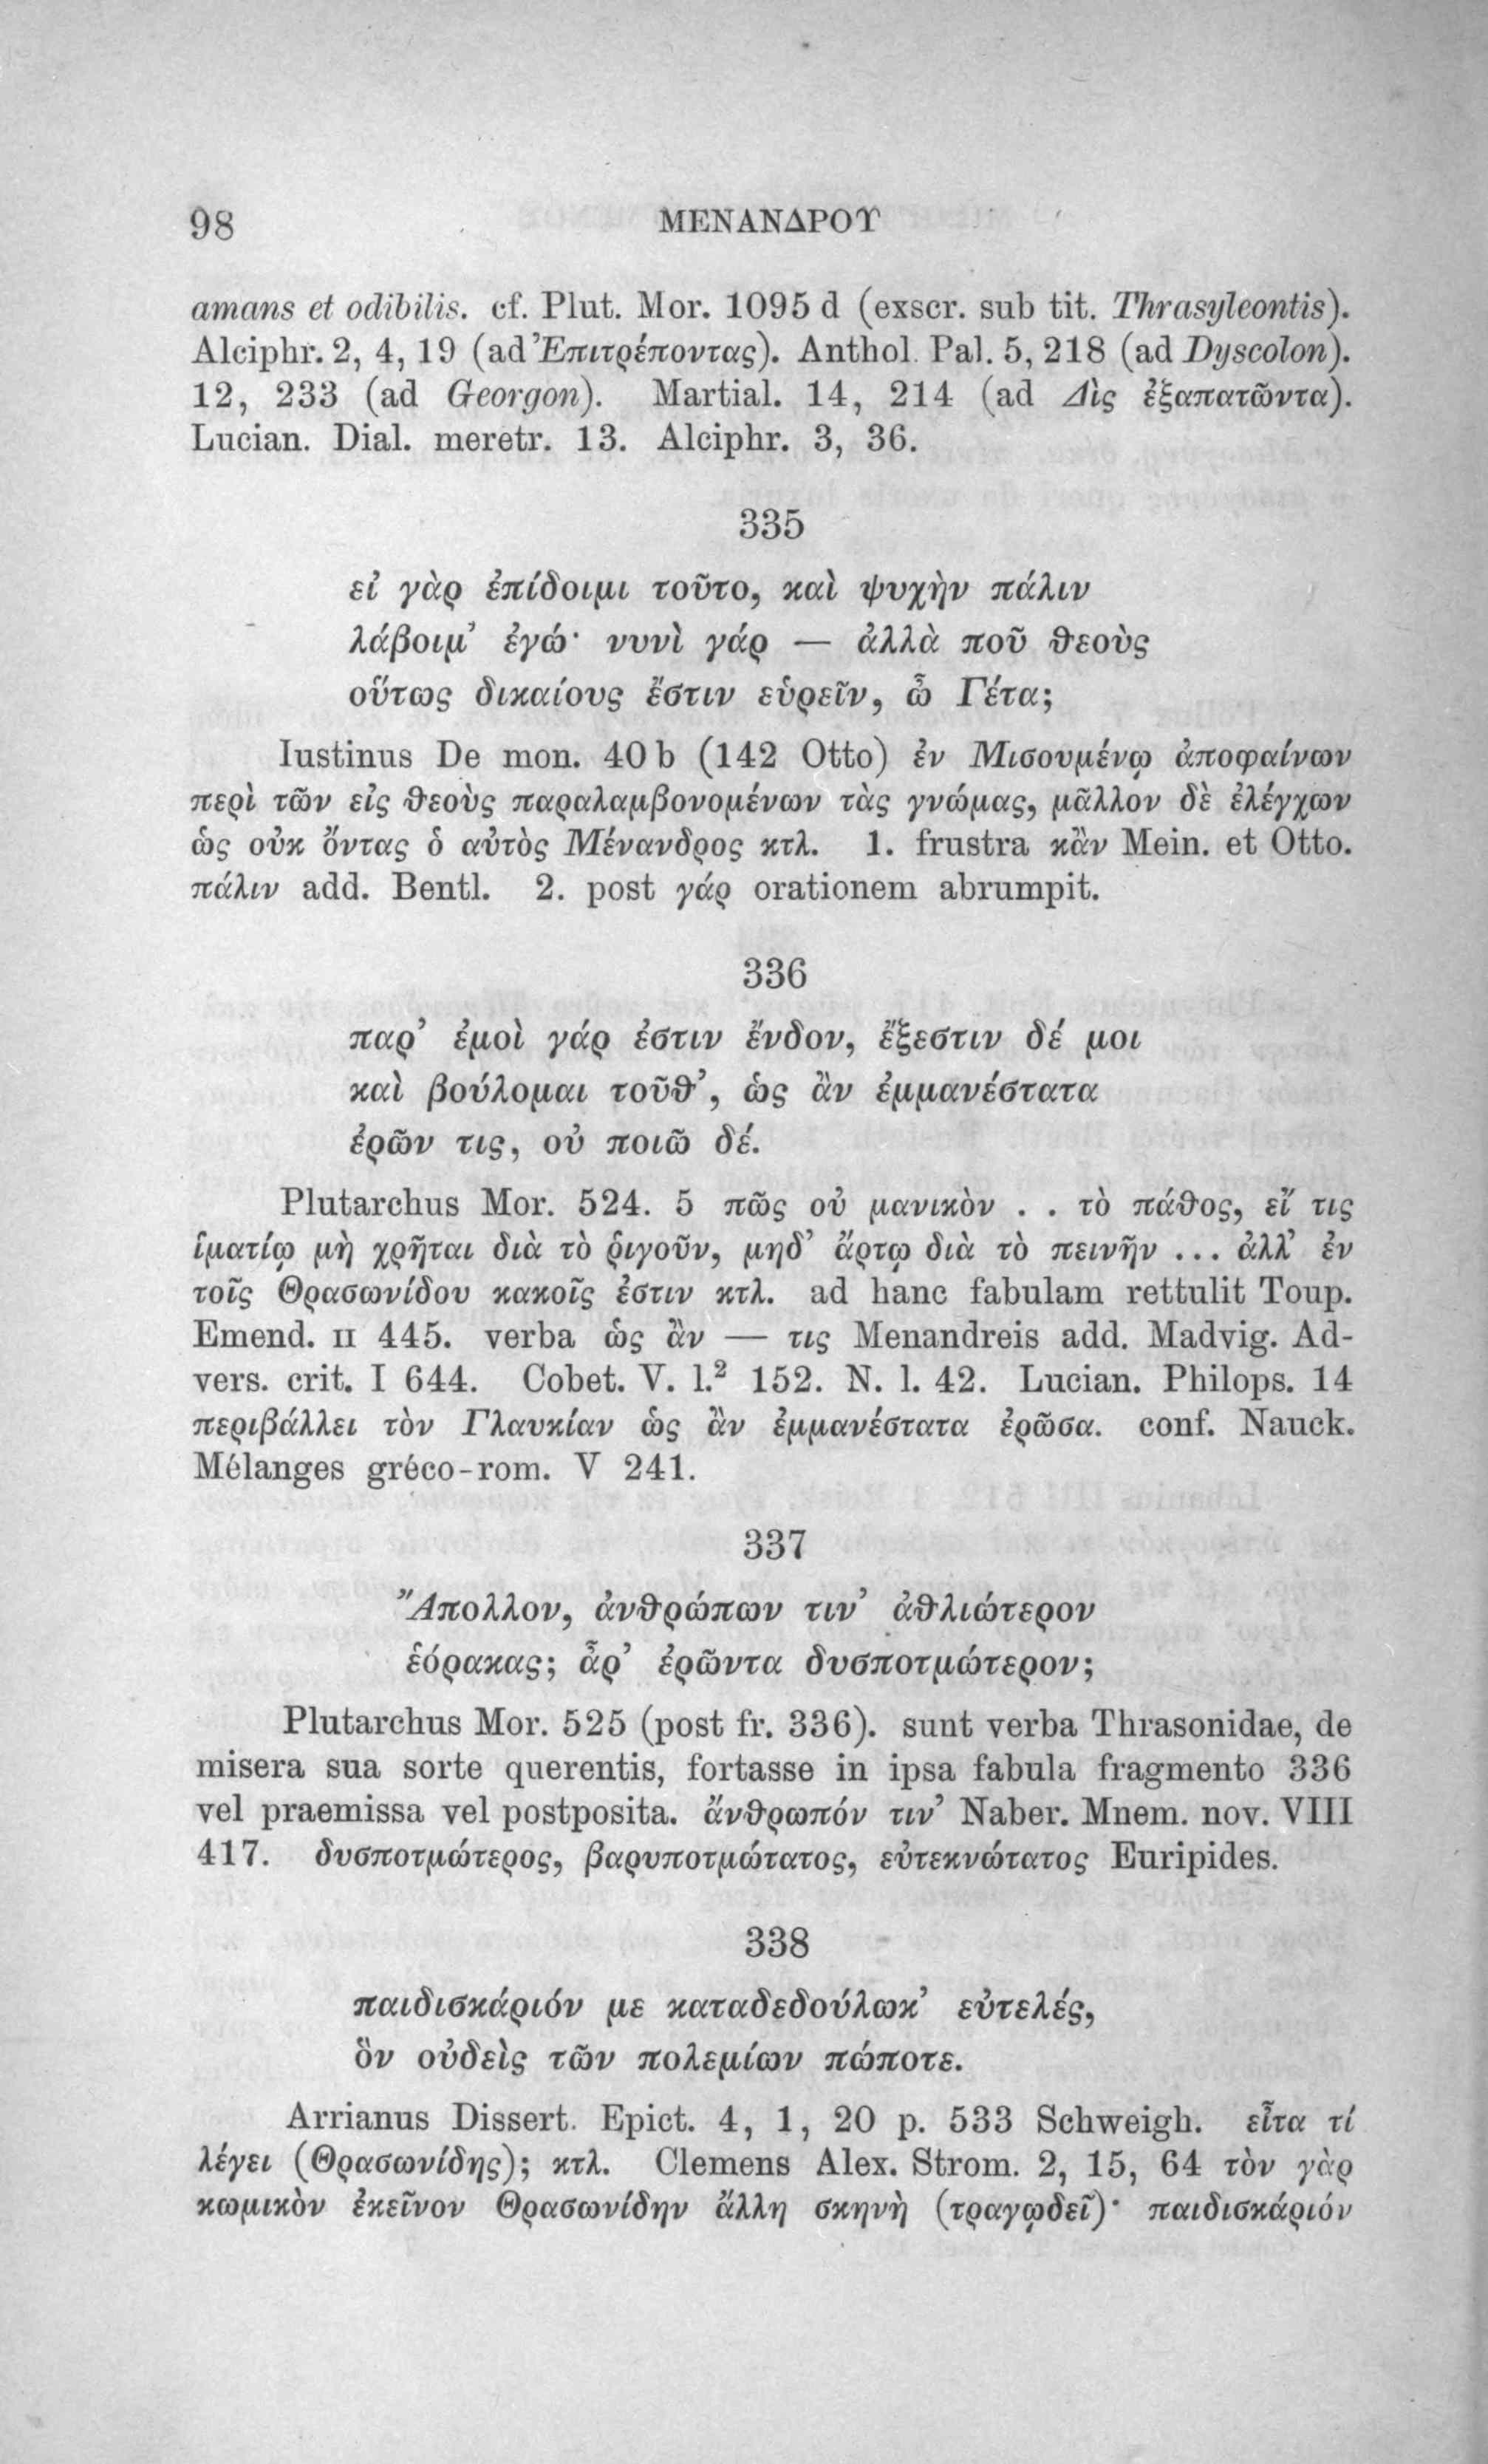 98 ΜΕΝΑΝΔΡΟΥ
amans et odibilis. cf. Plut. Mor. 1095 d (exscr. sub tit. Thrasyleontis).
Alciphr. 2, 4, 19 (ad Ἐπιτρέποντας). Anthol. Pal. 5, 218 (ad Dyscolon).
12, 233 (ad Georgon). Martial. 14, 214 (ad Δὶς ἐξαπατῶντα).
Lucian. Dial. meretr. 13. Alciphr. 3, 36.
335
εἰ γὰρ ἐπίδοιμι τοῦτο, καὶ ψυχὴν πάλιν
λάβοιμ’ ἐγώ· νυνὶ γάρ — ἀλλὰ ποῦ θεοὺς
οὕτως δικαίους ἔστιν εὑρεῖν, ὦ Γέτα;
Iustinus De mon. 40 b (142 Otto) ἐν Μισουμένῳ ἀποφαίνων
περὶ τῶν εἰς θεοὺς παραλαμβονομένων τὰς γνώμας, μᾶλλον δὲ ἐλέγχων
ὡς οὐκ ὄντας ὁ αὐτὸς Μένανδρος κτλ. 1. frustra κἂν Mein. et Otto.
πάλιν add. Bentl. 2. post γάρ orationem abrumpit.
336
παρ’ ἐμοὶ γάρ ἐστιν ἔνδον, ἔξεστιν δέ μοι
καὶ βούλομαι τοῦθ’, ὡς ἂν ἐμμανέστατα
ἐρῶν τις, οὐ ποιῶ δέ.
Plutarchus Mor. 524. 5 πῶς οὐ μανικὸν . . τὸ πάθος, εἴ τις
ἱματίῳ μὴ χρῆται διὰ τὸ ῥιγοῦν, μηδ’ ἄρτῳ διὰ τὸ πεινῆν ... ἀλλ’ ἐν
τοῖς Θρασωνίδου κακοῖς ἐστιν κτλ. ad hanc fabulam rettulit Toup.
Emend. II 445. verba ὡς ἂν — τις Menandreis add. Madvig. Ad-
vers. crit. I 644. Cobet. V. l.² 152. N. l. 42. Lucian. Philops. 14
περιβάλλει τὸν Γλαυκίαν ὡς ἂν ἐμμανέστατα ἐρῶσα. conf. Nauck.
Mélanges gréco-rom. V 241.
337
Ἄπολλον, ἀνθρώπων τιν’ ἀθλιώτερον
ἑόρακας; ἆρ’ ἐρῶντα δυσποτμώτερον;
Plutarchus Mor. 525 (post fr. 336). sunt verba Thrasonidae, de
misera sua sorte querentis, fortasse in ipsa fabula fragmento 336
vel praemissa vel postposita. ἄνθρωπόν τιν’ Naber. Mnem. nov. VIII
417. δυσποτμώτερος, βαρυποτμώτατος, εὐτεκνώτατος Euripides.
338
παιδισκάριόν με καταδεδούλωκ’ εὐτελές,
ὃν οὐδεὶς τῶν πολεμίων πώποτε.
Arrianus Dissert. Epict. 4, 1, 20 p. 533 Schweigh. εἶτα τί
λέγει (Θρασωνίδης); κτλ. Clemens Alex. Strom. 2, 15, 64 τὸν γὰρ
κωμικὸν ἐκεῖνον Θρασωνίδην ἄλλη σκηνὴ (τραγῳδεῖ)· παιδισκάριόν